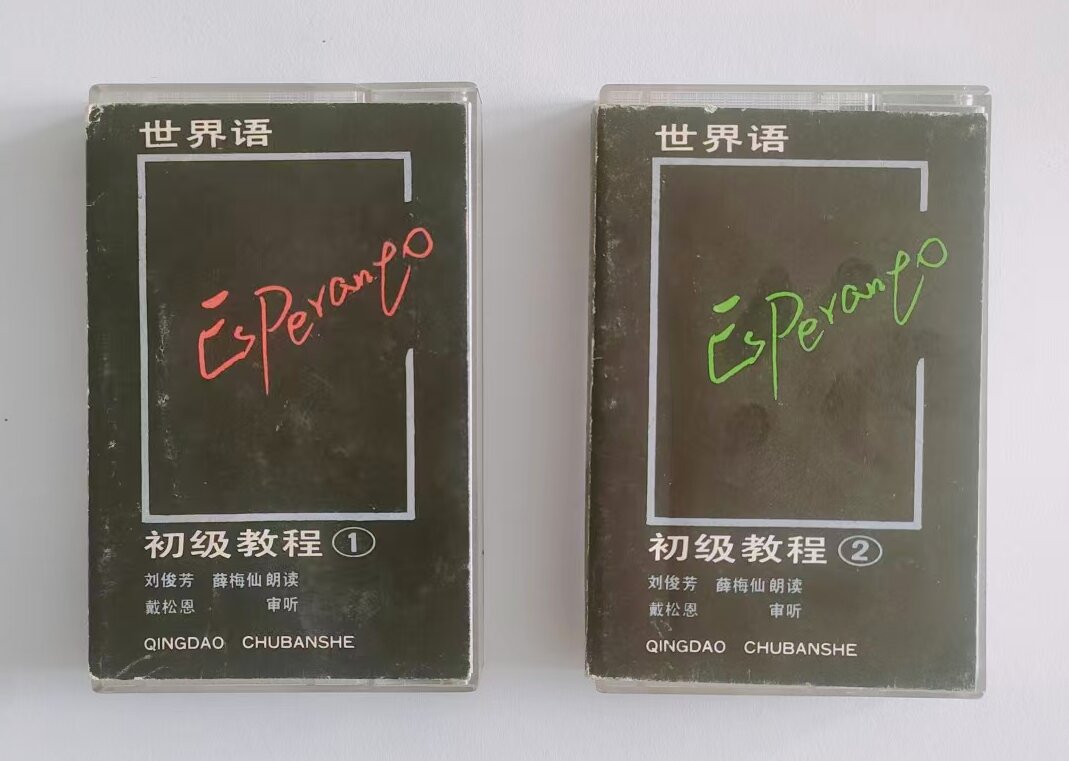 世界语
Esperanto
初级教程①
刘俊芳 薛梅仙 朗读
戴松恩 审听
QINGDAO CHUBANSHE
世界语
Esperanto
初级教程②
刘俊芳 薛梅仙 朗读
戴松恩 审听
QINGDAO CHUBANSHE